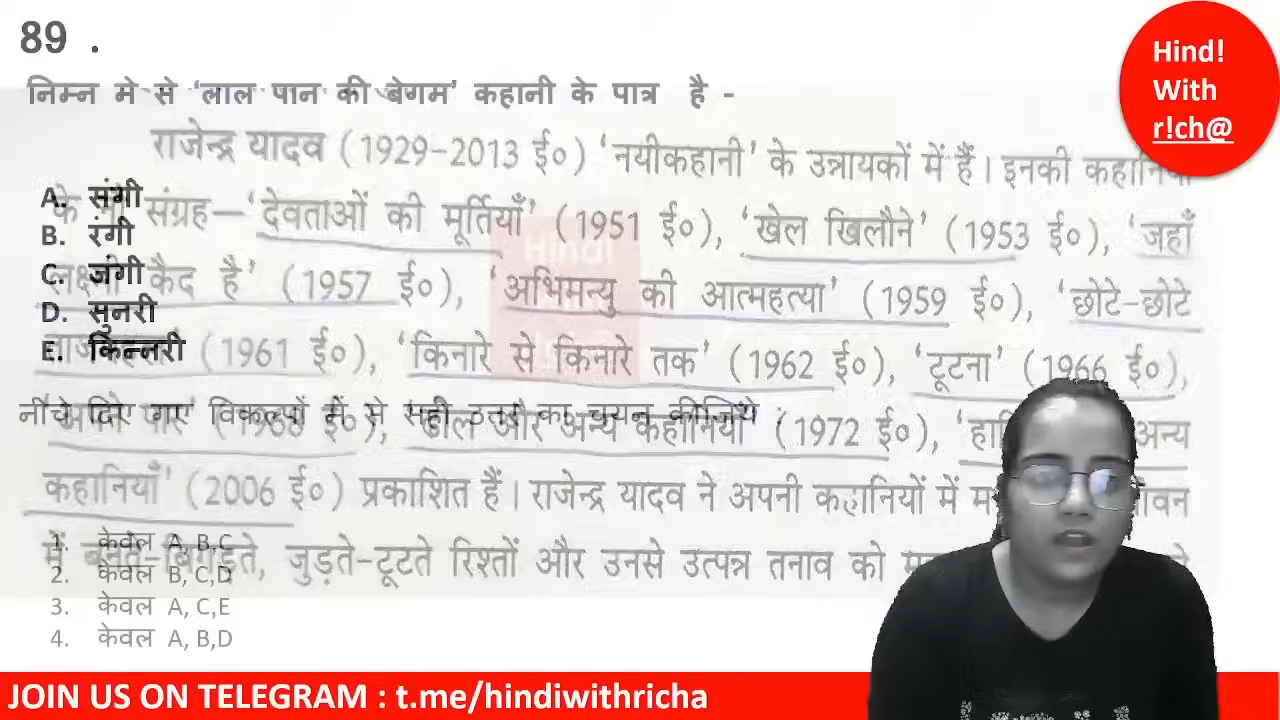 89 .
Hind!
With
r!ch@
निम्न मे से ‘लाल पान की बेगम’ कहानी के पात्र है -
राजेन्द्र यादव (1929-2013 ई०) ‘नयीकहानी’ के उन्नायकों में हैं। इनकी
A. संगी
संग्रह—‘देवताओं की मूर्तियाँ’ (1951 ई०), ‘खेल खिलौने’ (1953 ई०), ‘जहाँ
B. रंगी
C. जंगी
कैद है’ (1957 ई०), ‘अभिमन्यु की आत्महत्या’ (1959 ई०), ‘छोटे-छोटे
D. सुनरी
E. किन्नरी
(1961 ई०), ‘किनारे से किनारे तक’ (1962 ई०), ‘टूटना’ (1966 ई०),
नीचे दिए गए विकल्पों में से सही उत्तर का चयन कीजिये :
और अन्य कहानियाँ’ (1972 ई०), अन्य
कहानियाँ’ (2006 ई०) प्रकाशित हैं। राजेन्द्र यादव ने अपनी कहानियों में
1. केवल A, B,C
में जुड़ते-टूटते रिश्तों और उनसे उत्पन्न तनाव को
2. केवल B, C,D
3. केवल A, C,E
4. केवल A, B,D
JOIN US ON TELEGRAM : t.me/hindiwithricha